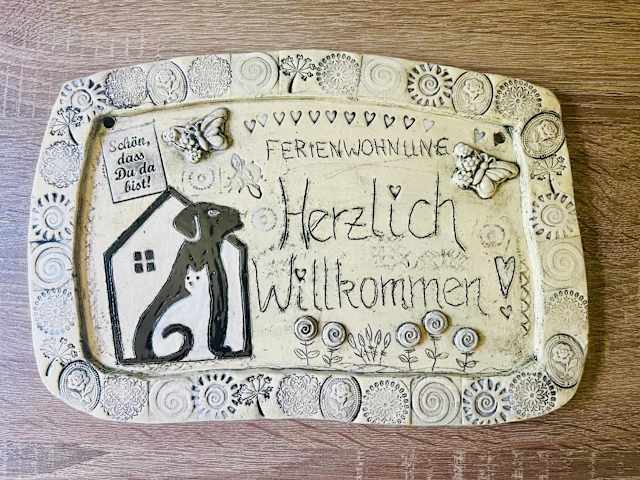 Schön,
dass
Du da
bist!
FERIENWOHNUNG
Herzlich
Willkommen!